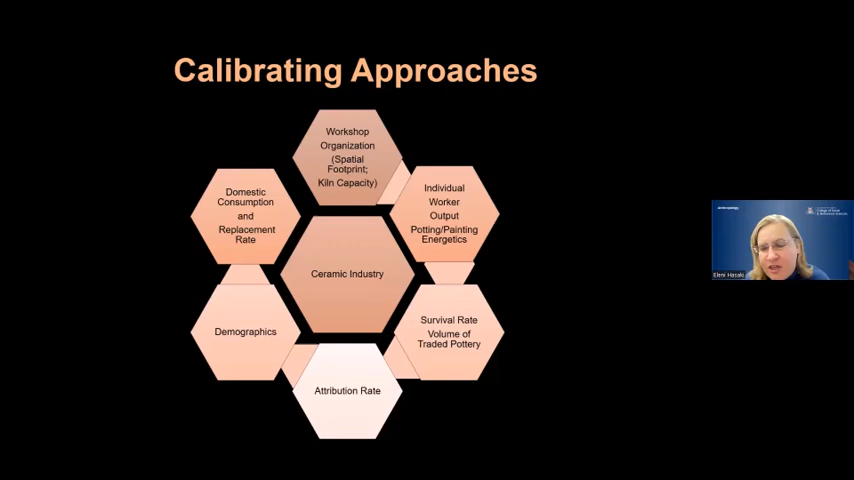 Calibrating Approaches
Workshop
Organization
(Spatial
Footprint;
Kiln Capacity)
Individual
Worker
Output
Potting/Painting
Energetics
Survival Rate
Volume of
Traded Pottery
Attribution Rate
Demographics
Domestic
Consumption
and
Replacement
Rate
Ceramic Industry
Anthropology
Eleni Hasaki